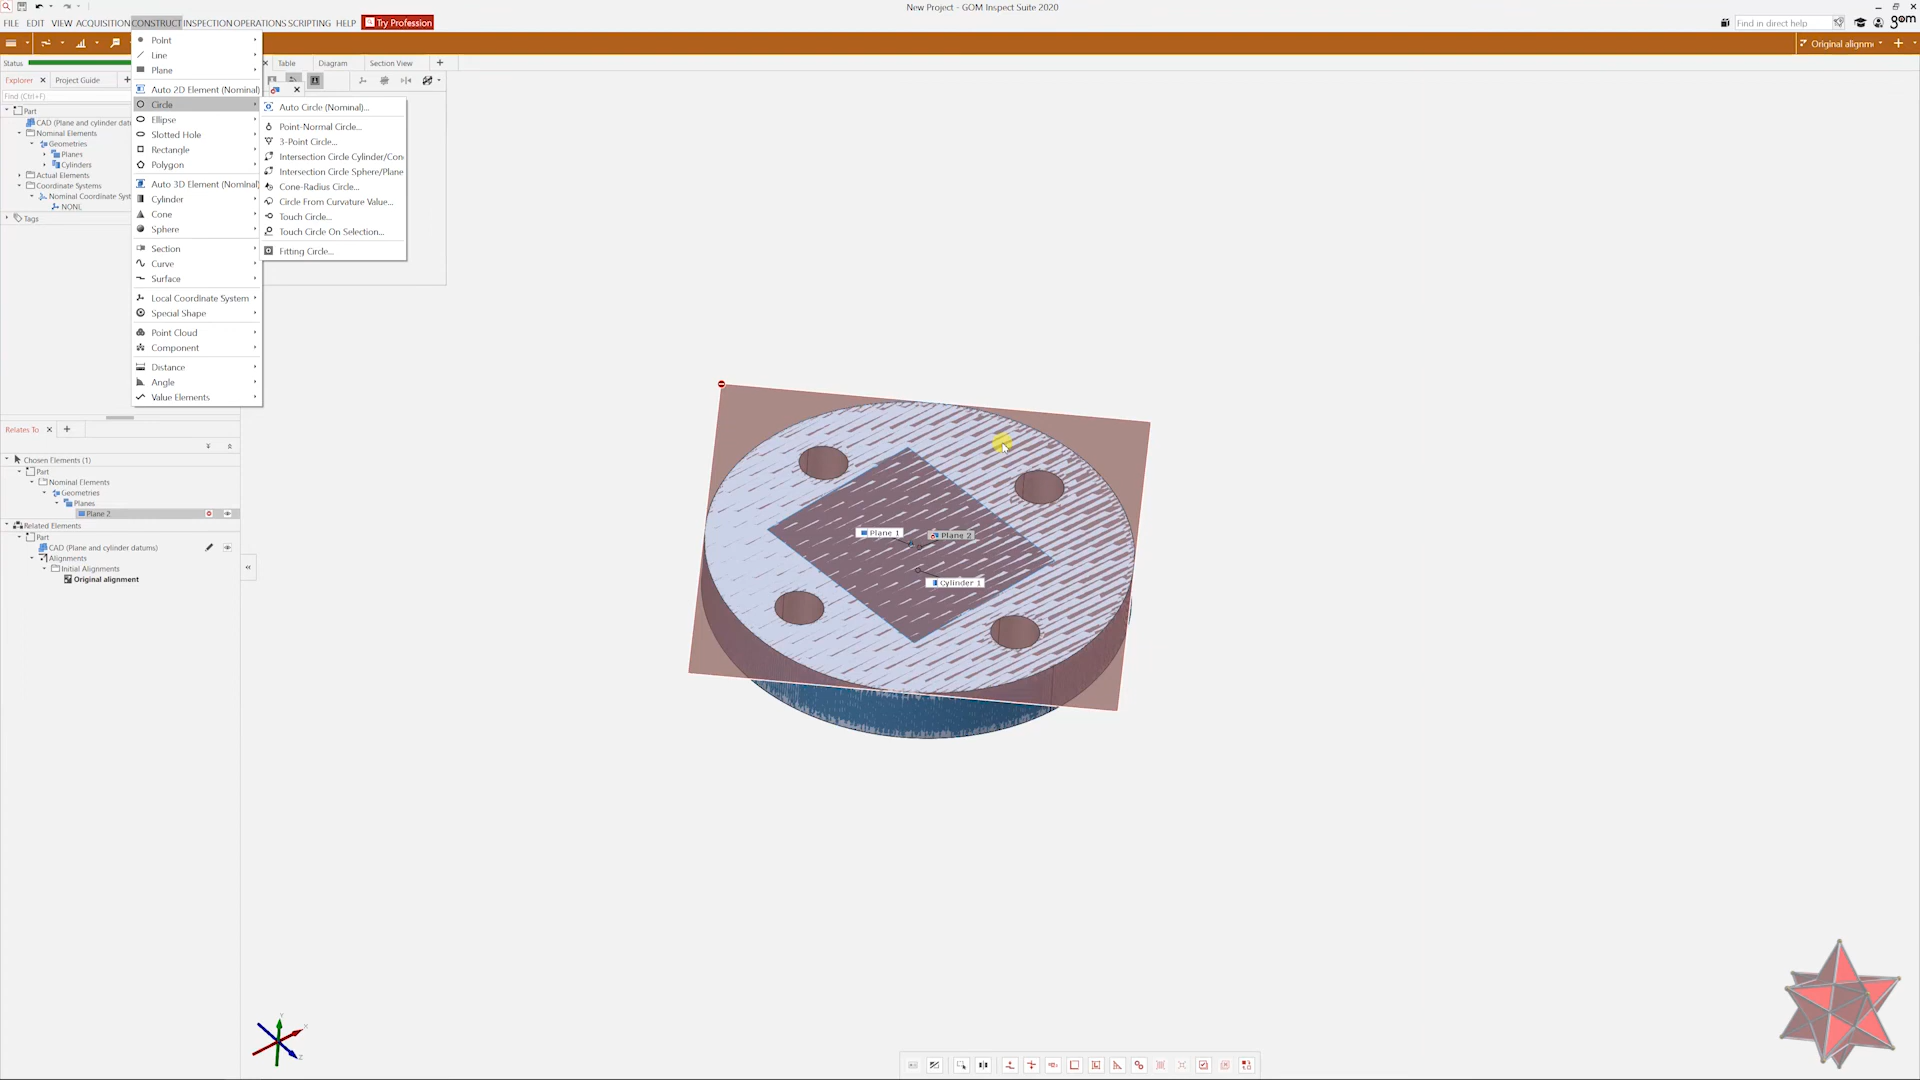 New Project - GOM Inspect Suite 2020
FILE EDIT VIEW ACQUISITION CONSTRUCT INSPECTION OPERATIONS SCRIPTING HELP Try Profession
Find in direct help
gom
Original alignm
Status
Table Diagram Section View +
Explorer Project Guide +
Find (Ctrl+F)
Part
CAD (Plane and cylinder dat
Nominal Elements
Geometries
Planes
Cylinders
Actual Elements
Coordinate Systems
Nominal Coordinate Syst
Tags
Point
Line
Plane
Auto 2D Element (Nominal)
Circle
Ellipse
Slotted Hole
Rectangle
Polygon
Auto 3D Element (Nominal)
Cylinder
Cone
Sphere
Section
Curve
Surface
Local Coordinate System
Special Shape
Point Cloud
Component
Distance
Angle
Value Elements
Auto Circle (Nominal)...
Point-Normal Circle...
3-Point Circle...
Intersection Circle Cylinder/Con
Intersection Circle Sphere/Plane
Cone-Radius Circle...
Circle From Curvature Value...
Touch Circle...
Touch Circle On Selection...
Fitting Circle...
Relates To +
Chosen Elements (1)
Part
Nominal Elements
Geometries
Planes
Plane 2
Related Elements
Part
CAD (Plane and cylinder datums)
Alignments
Initial Alignments
Original alignment
Plane 1
Plane 2
Cylinder 1
Y
X
Z